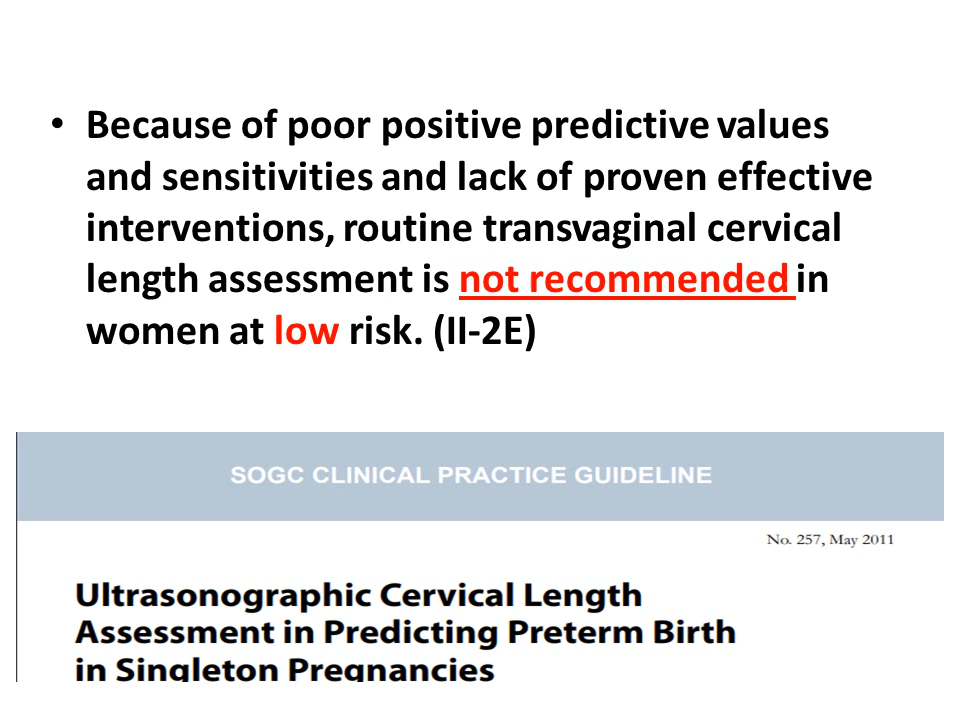 • Because of poor positive predictive values
and sensitivities and lack of proven effective
interventions, routine transvaginal cervical
length assessment is not recommended in
women at low risk. (II-2E)
SOGC CLINICAL PRACTICE GUIDELINE
No. 257, May 2011
Ultrasonographic Cervical Length
Assessment in Predicting Preterm Birth
in Singleton Pregnancies